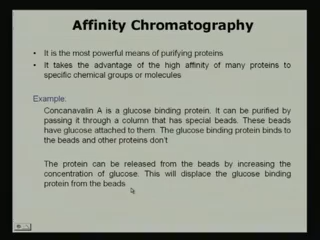 Affinity Chromatography
• It is the most powerful means of purifying proteins
• It takes the advantage of the high affinity of many proteins to
specific chemical groups or molecules
Example.
Concanavalin A is a glucose binding protein. It can be purified by
passing it through a column that has special beads. These beads
have glucose attached to them. The glucose binding protein binds to
the beads and other proteins don't
The protein can be released from the beads by increasing the
concentration of glucose. This will displace the glucose binding
protein from the beads